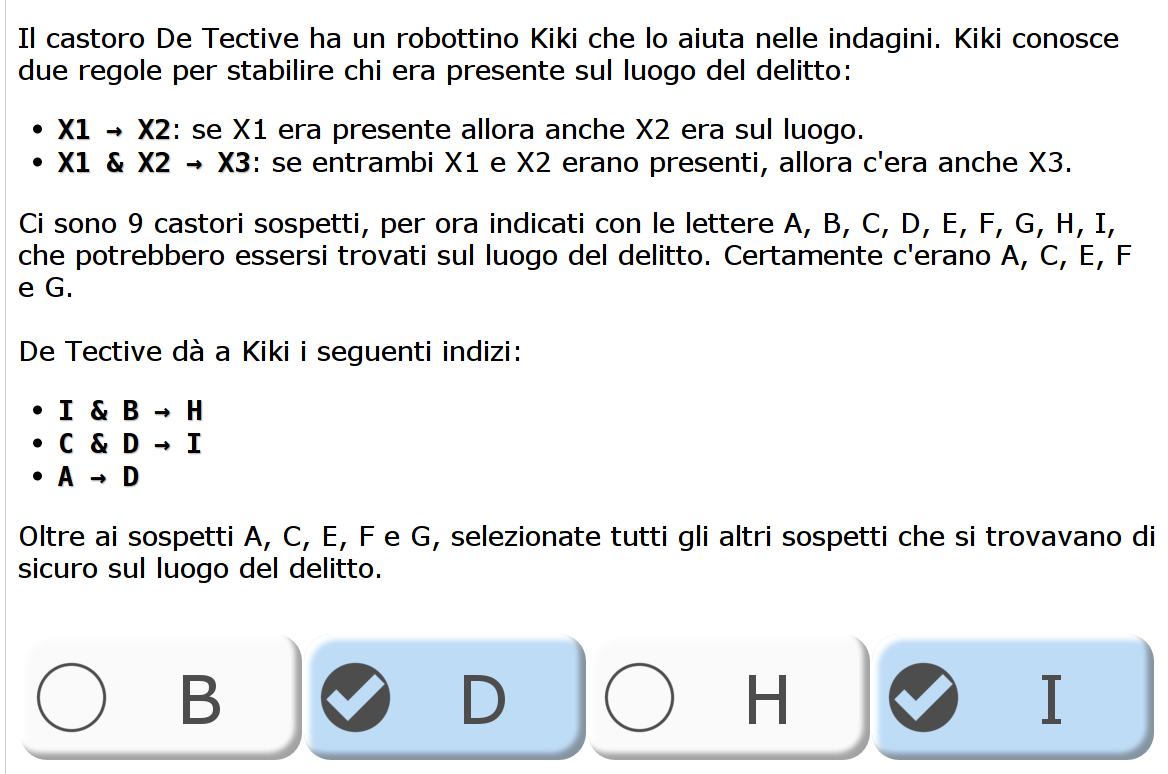 Il castoro De Tective ha un robottino Kiki che lo aiuta nelle indagini. Kiki conosce
due regole per stabilire chi era presente sul luogo del delitto:
• X1 → X2: se X1 era presente allora anche X2 era sul luogo.
• X1 & X2 → X3: se entrambi X1 e X2 erano presenti, allora c'era anche X3.
Ci sono 9 castori sospetti, per ora indicati con le lettere A, B, C, D, E, F, G, H, I,
che potrebbero essersi trovati sul luogo del delitto. Certamente c'erano A, C, E, F
e G.
De Tective dà a Kiki i seguenti indizi:
• I & B → H
• C & D → I
• A → D
Oltre ai sospetti A, C, E, F e G, selezionate tutti gli altri sospetti che si trovavano di
sicuro sul luogo del delitto.
B D H I